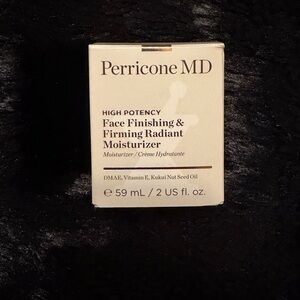 Perricone MD
HIGH POTENCY
Face Finishing &
Firming Radiant
Moisturizer
Moisturizer / Crème Hydratante
DMAE, Vitamin E, Kukui Nut Seed Oil
℮ 59 mL / 2 US fl. oz.